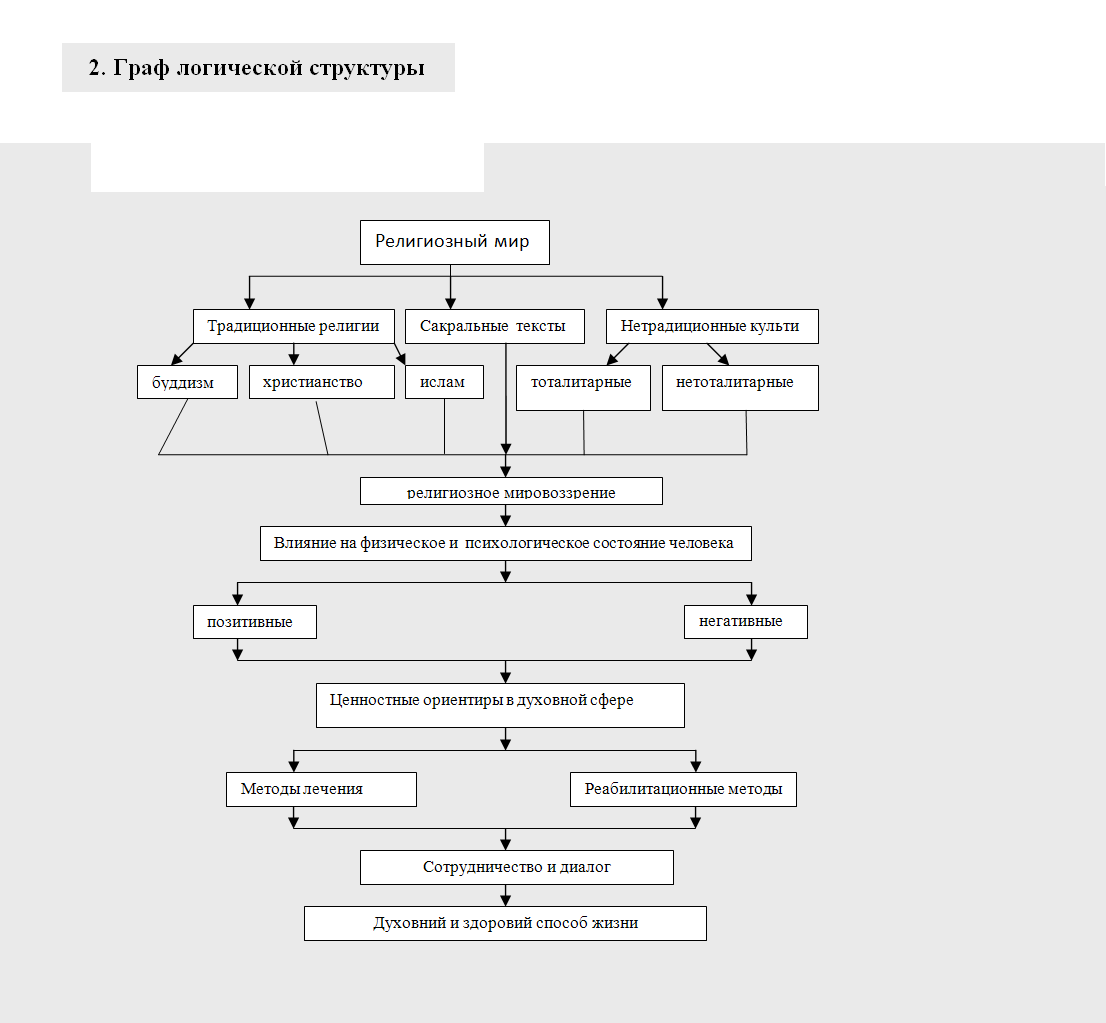 2. Граф логической структуры
Религиозный мир
Традиционные религии
Сакральные тексты
Нетрадиционные культи
буддизм
христианство
ислам
тоталитарные
нетоталитарные
религиозное мировоззрение
Влияние на физическое и психологическое состояние человека
позитивные
негативные
Ценностные ориентиры в духовной сфере
Методы лечения
Реабилитационные методы
Сотрудничество и диалог
Духовний и здоровий способ жизни